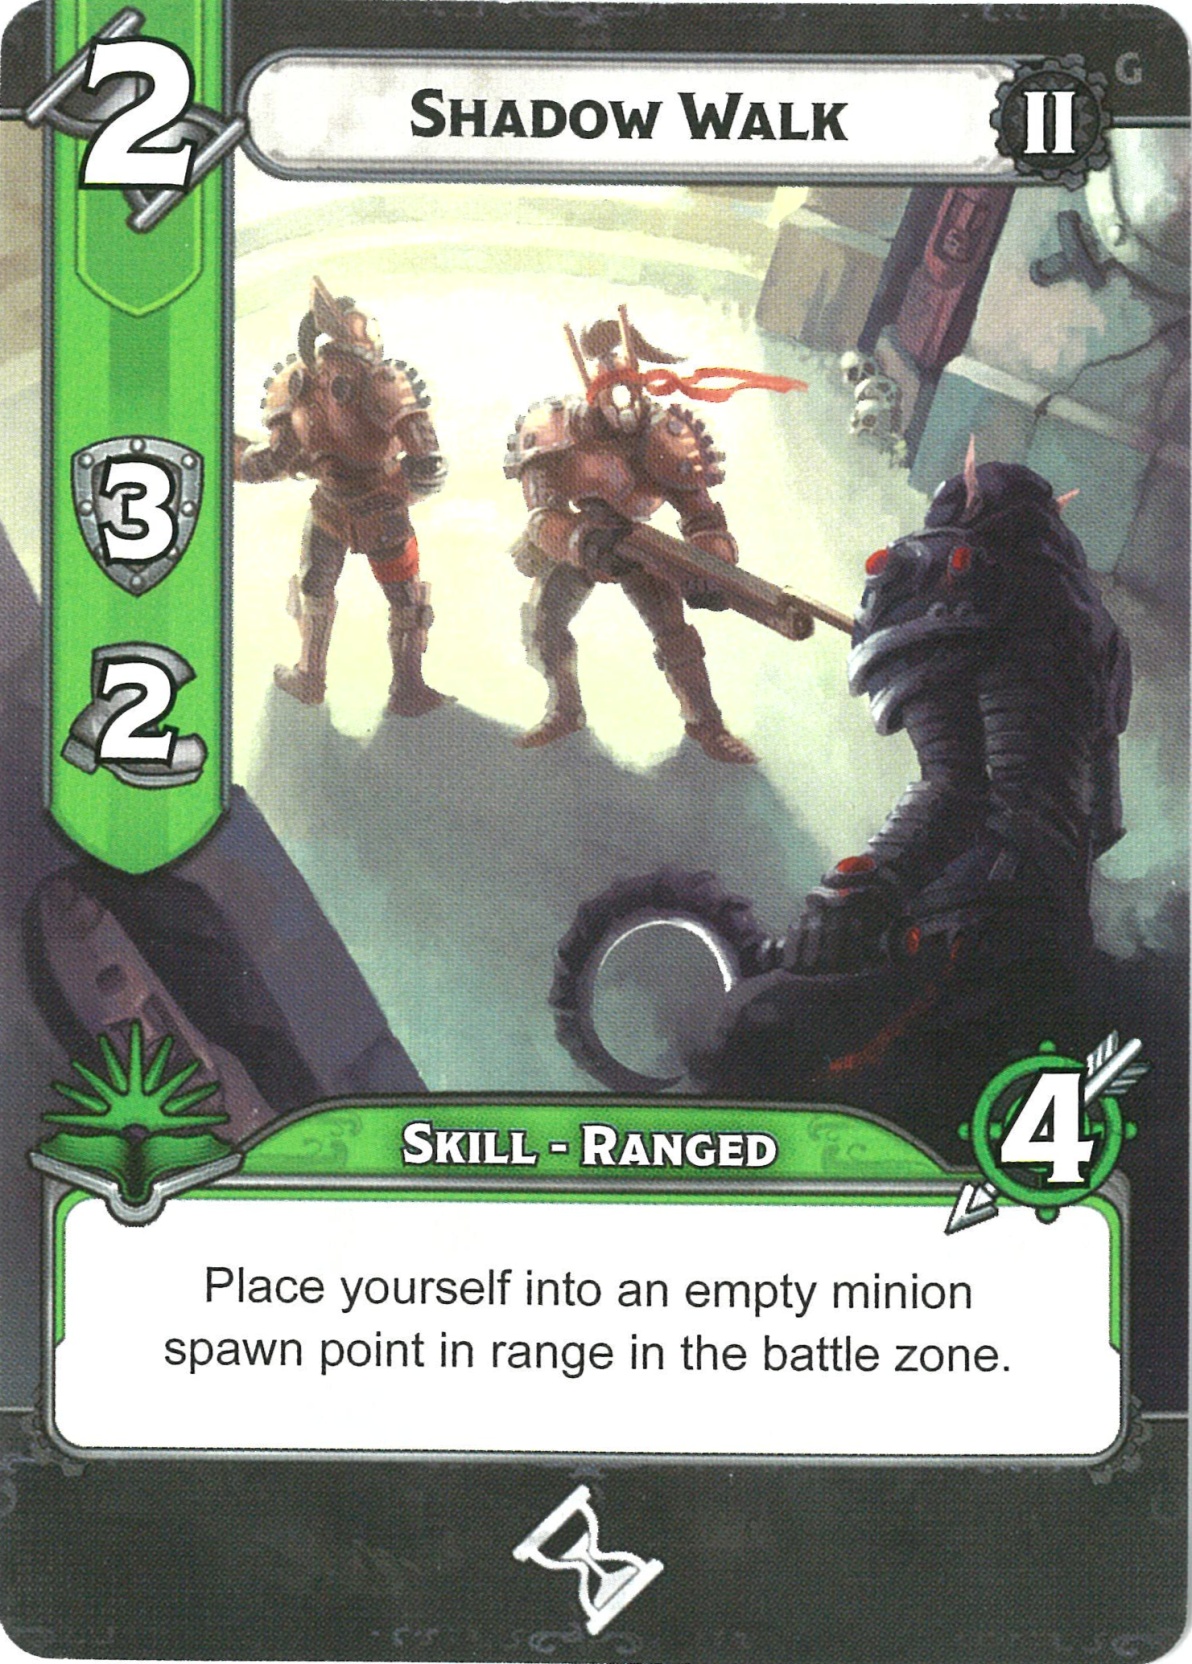 2
SHADOW WALK
II
G
3
2
SKILL - RANGED
4
Place yourself into an empty minion
spawn point in range in the battle zone.